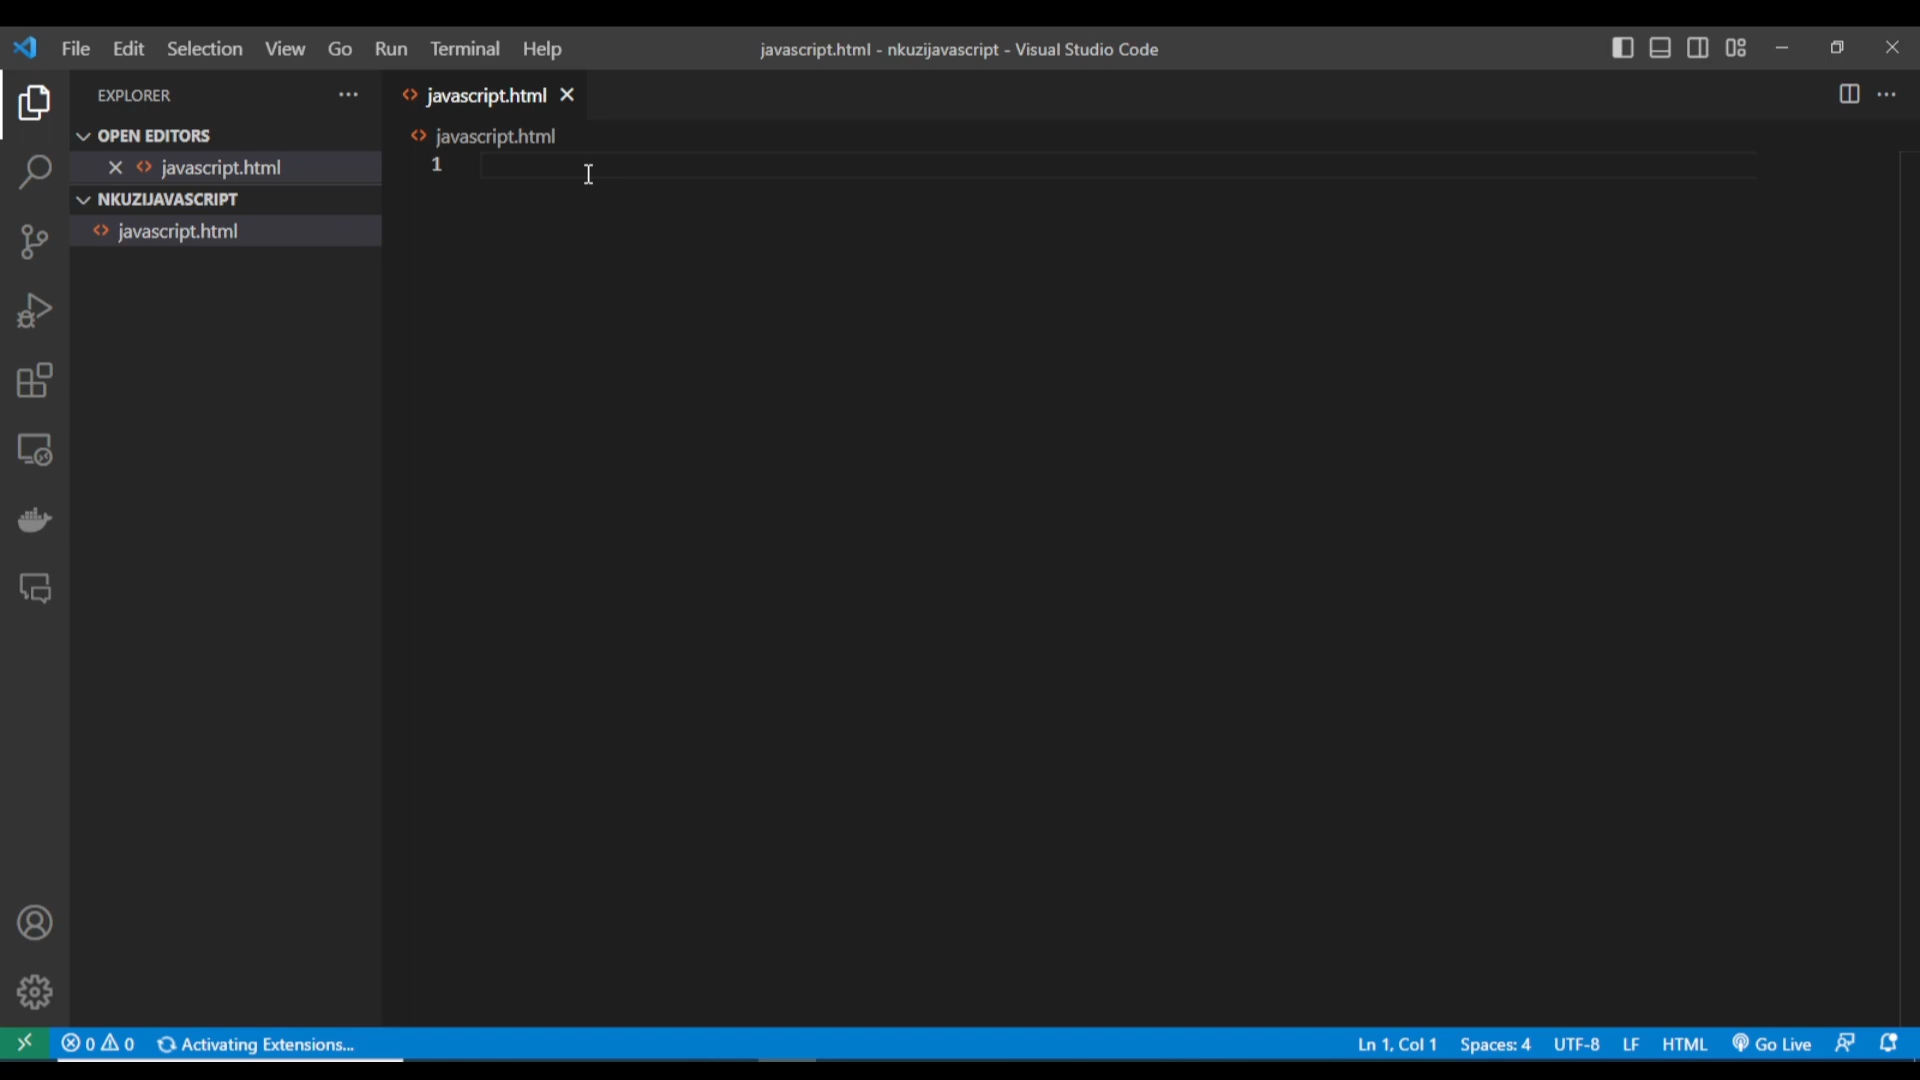 File Edit Selection View Go Run Terminal Help
javascript.html - nkuzijavascript - Visual Studio Code
EXPLORER
javascript.html
OPEN EDITORS
javascript.html
javascript.html
1
NKUZIJAVASCRIPT
javascript.html
0 0 Activating Extensions...
Ln 1, Col 1 Spaces: 4 UTF-8 LF HTML Go Live